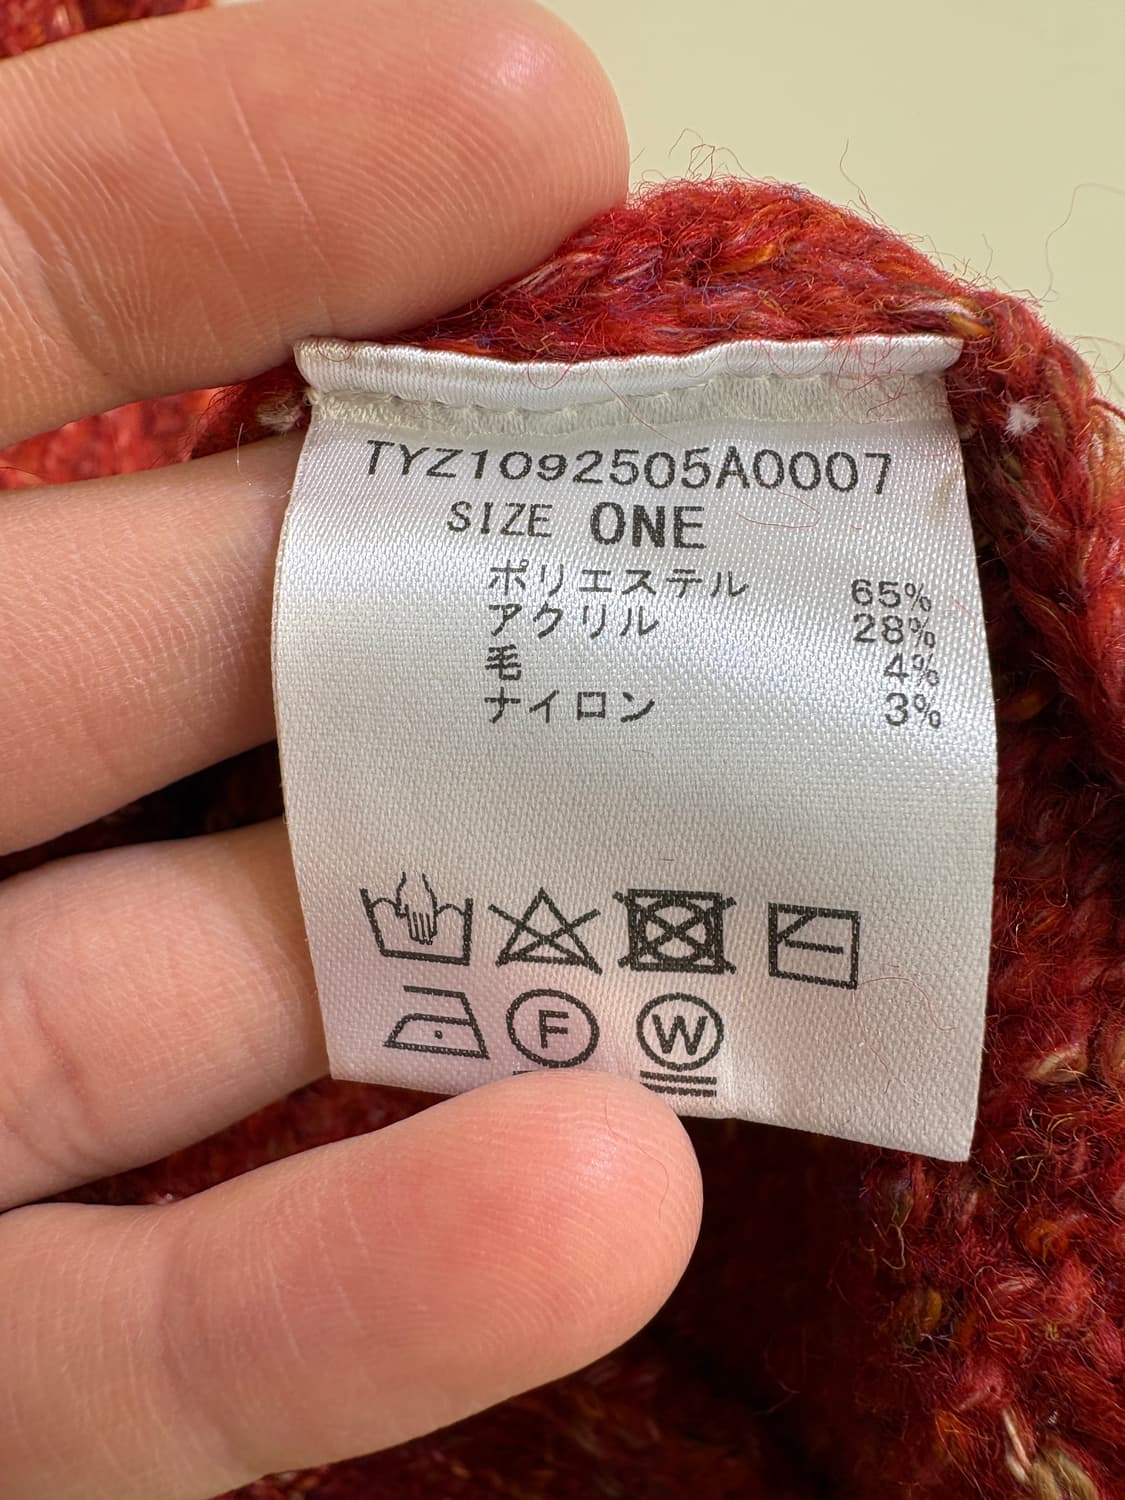 TYZ1092505A0007
SIZE ONE
ポリエステル 65%
アクリル 28%
毛 4%
ナイロン 3%
F W